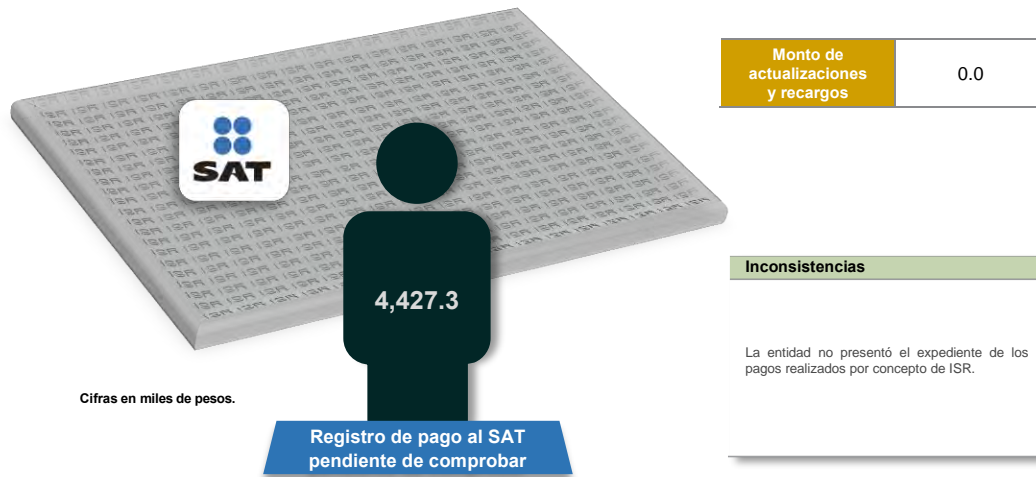 Monto de
actualizaciones
y recargos
0.0
SAT
4,427.3
Inconsistencias
La entidad no presentó el expediente de los
pagos realizados por concepto de ISR.
Cifras en miles de pesos.
Registro de pago al SAT
pendiente de comprobar